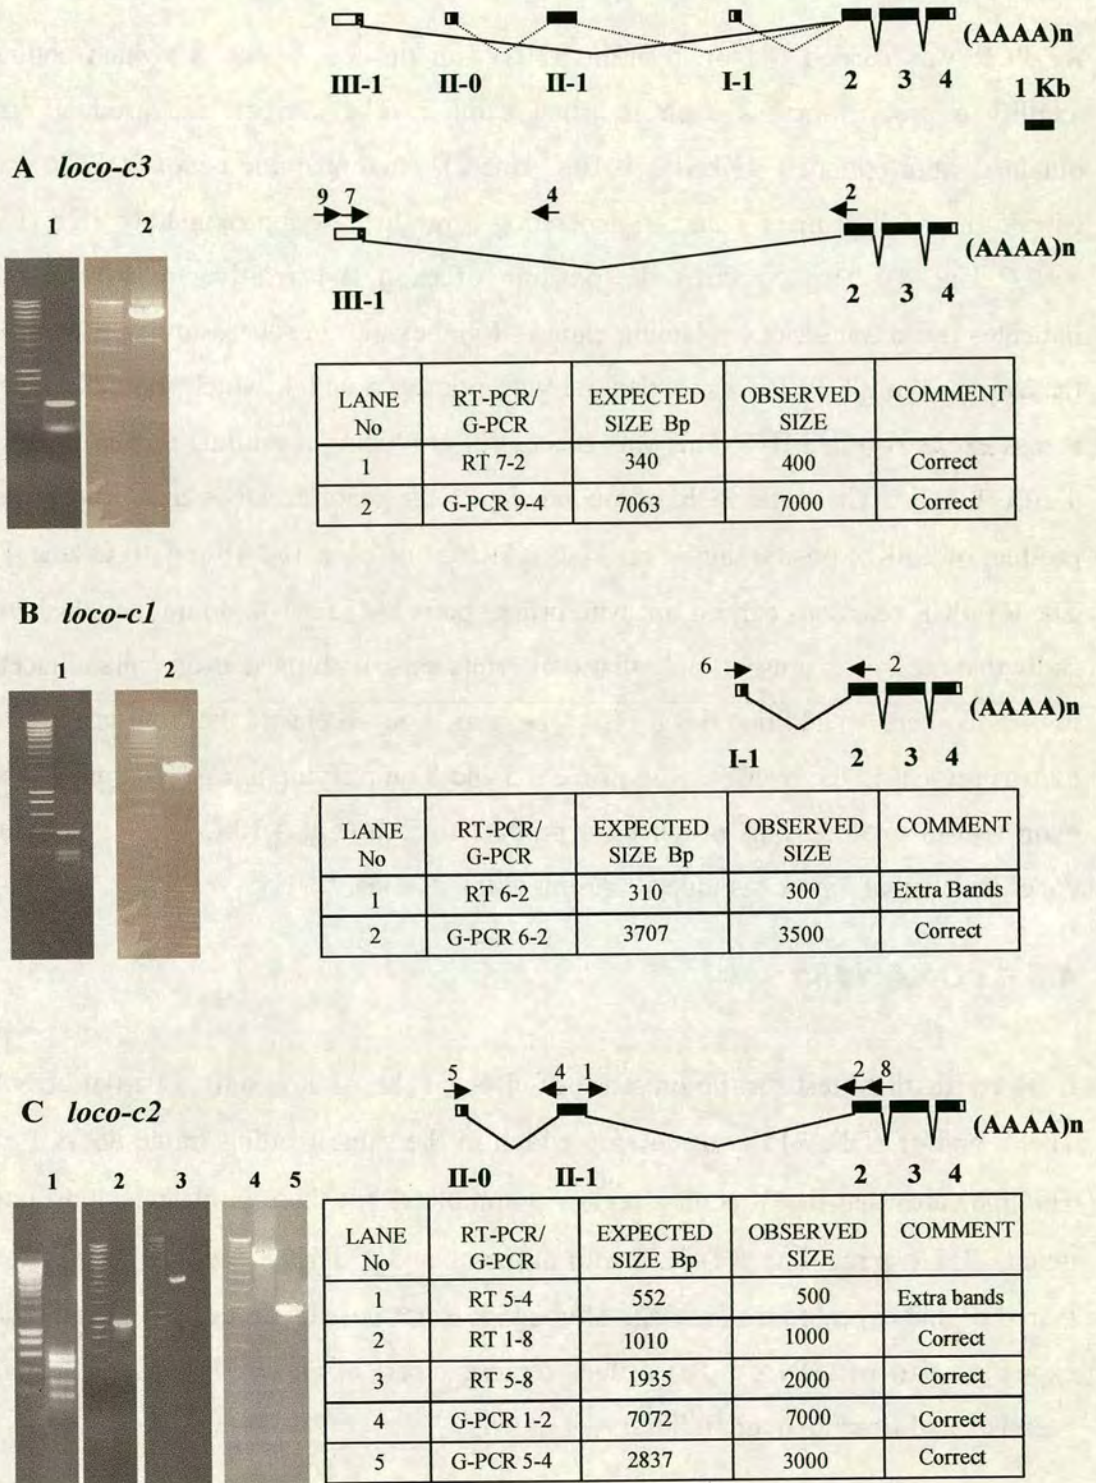 (AAAA)n
III-1 II-0 II-1 I-1 2 3 4 1 Kb
A loco-c3
1 2
9 7 4 2
(AAAA)n
III-1 2 3 4
LANE No RT-PCR/ G-PCR EXPECTED SIZE Bp OBSERVED SIZE COMMENT
1 RT 7-2 340 400 Correct
2 G-PCR 9-4 7063 7000 Correct
B loco-c1
1 2
6 2
(AAAA)n
I-1 2 3 4
LANE No RT-PCR/ G-PCR EXPECTED SIZE Bp OBSERVED SIZE COMMENT
1 RT 6-2 310 300 Extra Bands
2 G-PCR 6-2 3707 3500 Correct
C loco-c2
1 2 3 4 5
5 4 1 2 8
(AAAA)n
II-0 II-1 2 3 4
LANE No RT-PCR/ G-PCR EXPECTED SIZE Bp OBSERVED SIZE COMMENT
1 RT 5-4 552 500 Extra bands
2 RT 1-8 1010 1000 Correct
3 RT 5-8 1935 2000 Correct
4 G-PCR 1-2 7072 7000 Correct
5 G-PCR 5-4 2837 3000 Correct